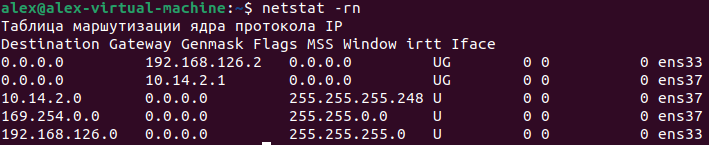 alex@alex-virtual-machine:~$ netstat -rn
Таблица маршутизации ядра протокола IP
Destination Gateway Genmask Flags MSS Window irtt Iface
0.0.0.0         192.168.126.2   0.0.0.0         UG        0 0          0 ens33
0.0.0.0         10.14.2.1       0.0.0.0         UG        0 0          0 ens37
10.14.2.0       0.0.0.0         255.255.255.248 U         0 0          0 ens37
169.254.0.0     0.0.0.0         255.255.0.0     U         0 0          0 ens37
192.168.126.0   0.0.0.0         255.255.255.0   U         0 0          0 ens33